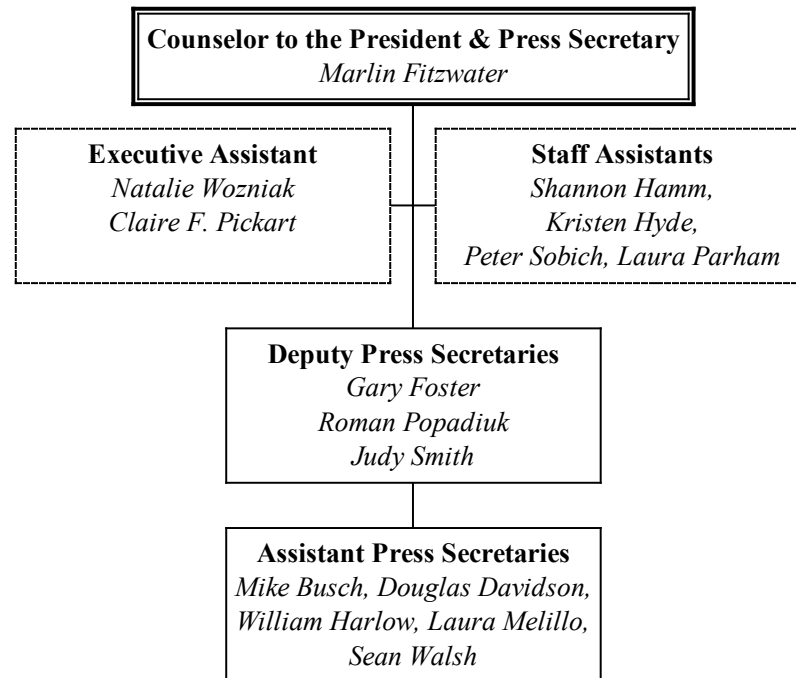 Counselor to the President & Press Secretary
Marlin Fitzwater
Executive Assistant
Natalie Wozniak
Claire F. Pickart
Staff Assistants
Shannon Hamm,
Kristen Hyde,
Peter Sobich, Laura Parham
Deputy Press Secretaries
Gary Foster
Roman Popadiuk
Judy Smith
Assistant Press Secretaries
Mike Busch, Douglas Davidson,
William Harlow, Laura Melillo,
Sean Walsh